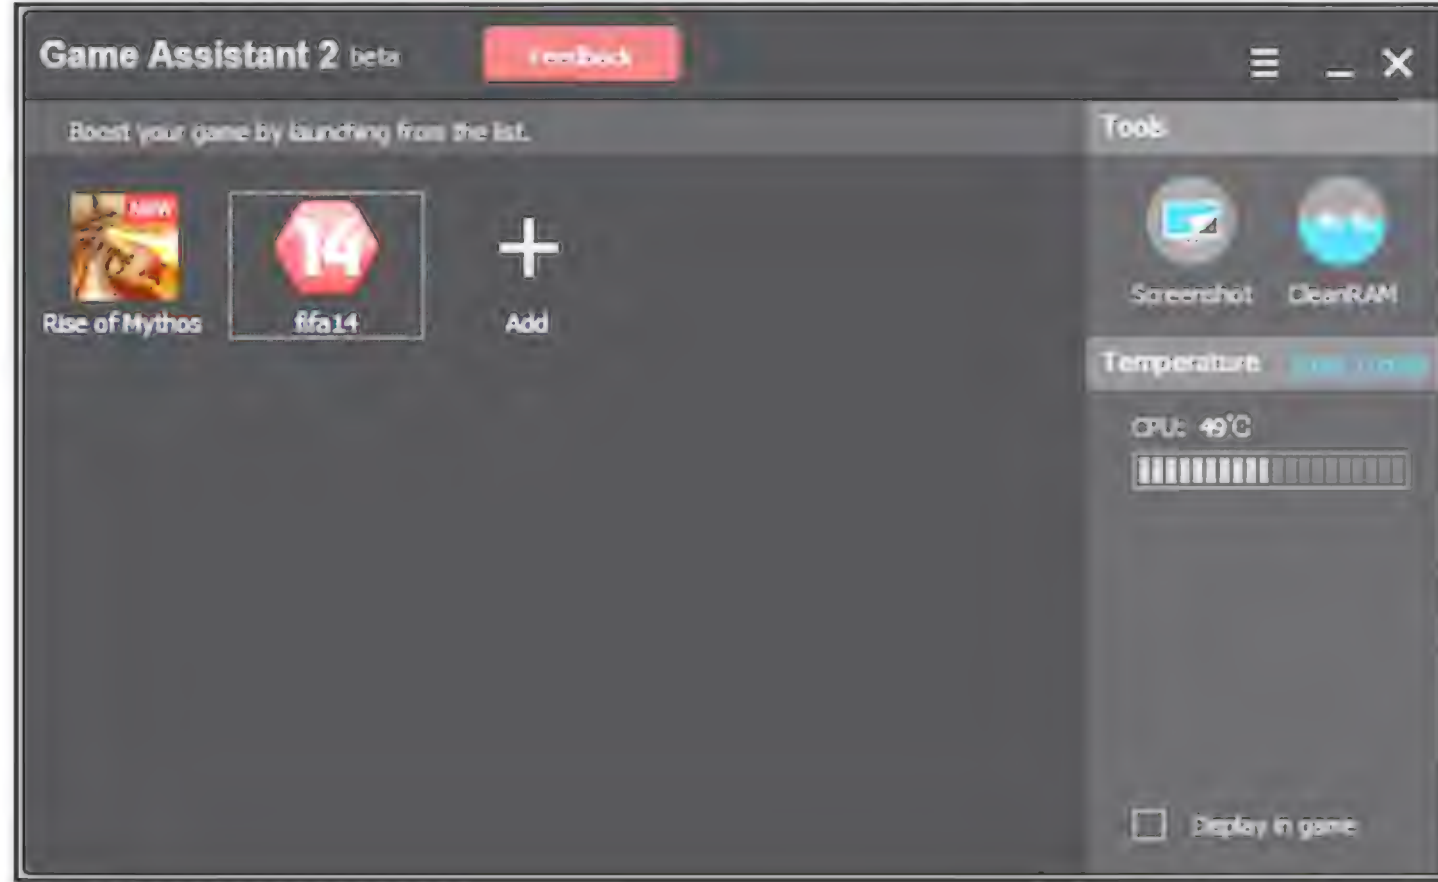 Game Assistant 2 beta
Feedback
Boost your game by launching from the list.
Tools
NEW
14
Rise of Mythos
fifa14
Add
Screenshot
CleanRAM
Temperature
CPU: 49°C
Display in game